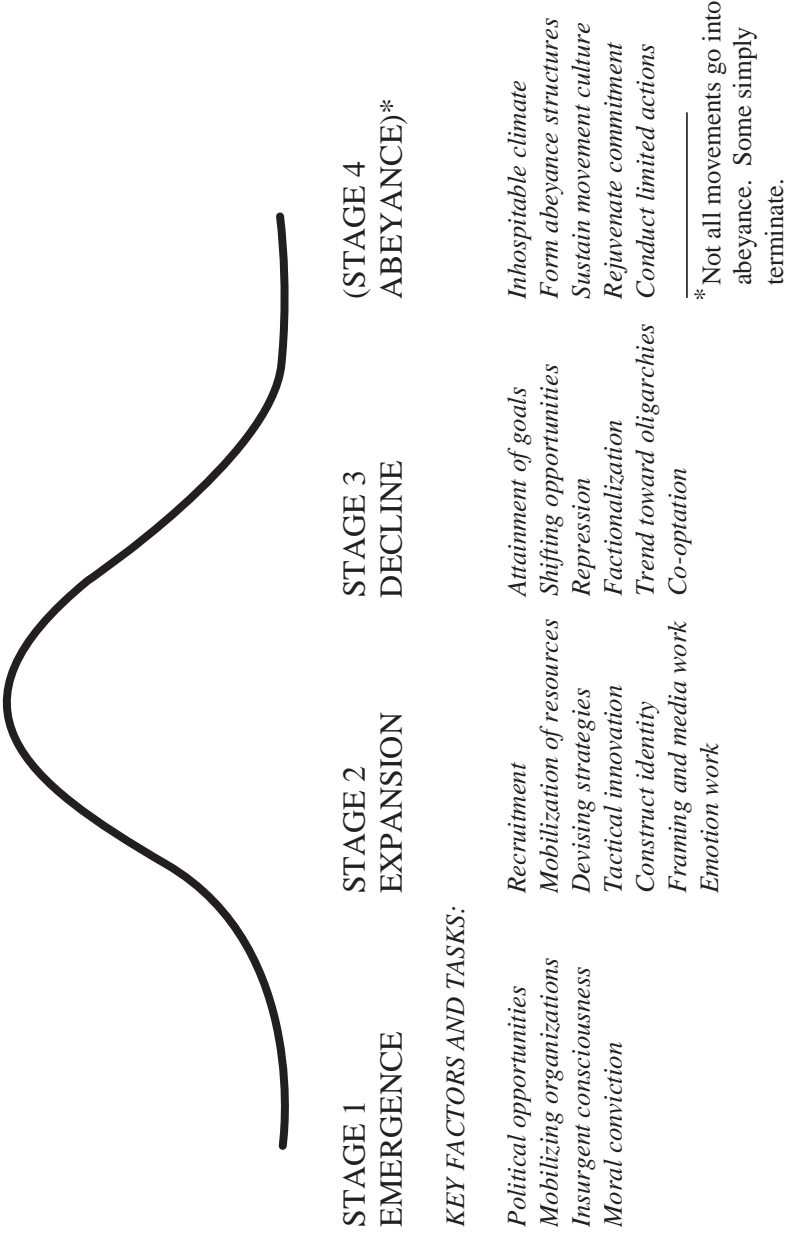 STAGE 1
EMERGENCE
STAGE 2
EXPANSION
STAGE 3
DECLINE
(STAGE 4
ABEYANCE)*
KEY FACTORS AND TASKS:
Political opportunities
Mobilizing organizations
Insurgent consciousness
Moral conviction
Recruitment
Mobilization of resources
Devising strategies
Tactical innovation
Construct identity
Framing and media work
Emotion work
Attainment of goals
Shifting opportunities
Repression
Factionalization
Trend toward oligarchies
Co-optation
Inhospitable climate
Form abeyance structures
Sustain movement culture
Rejuvenate commitment
Conduct limited actions
*Not all movements go into
abeyance. Some simply
terminate.